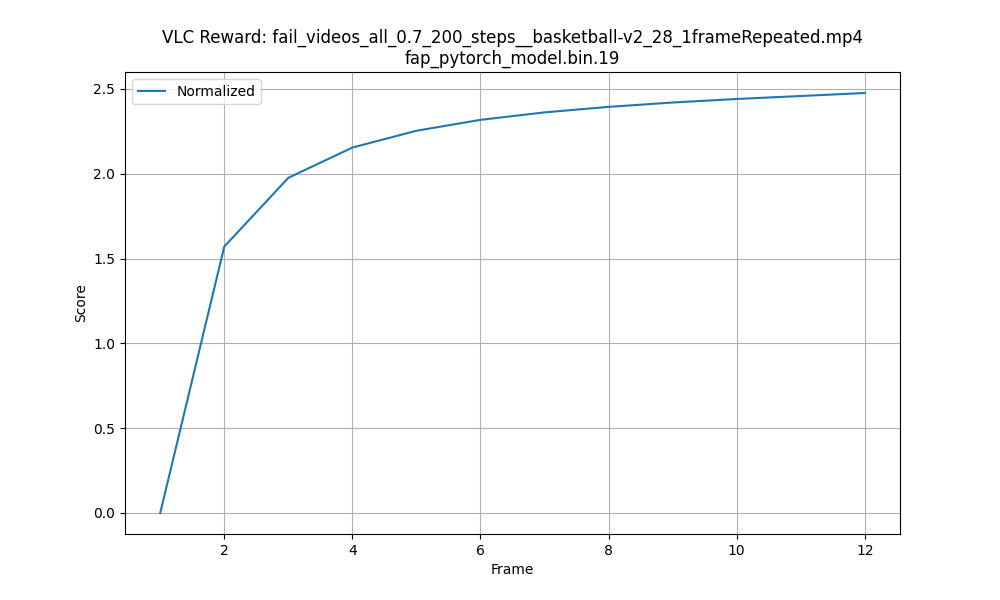 VLC Reward: fail_videos_all_0.7_200_steps__basketball-v2_28_1frameRepeated.mp4
fap_pytorch_model.bin.19
Normalized
2.5
2.0
1.5
1.0
0.5
0.0
Score
2 4 6 8 10 12
Frame